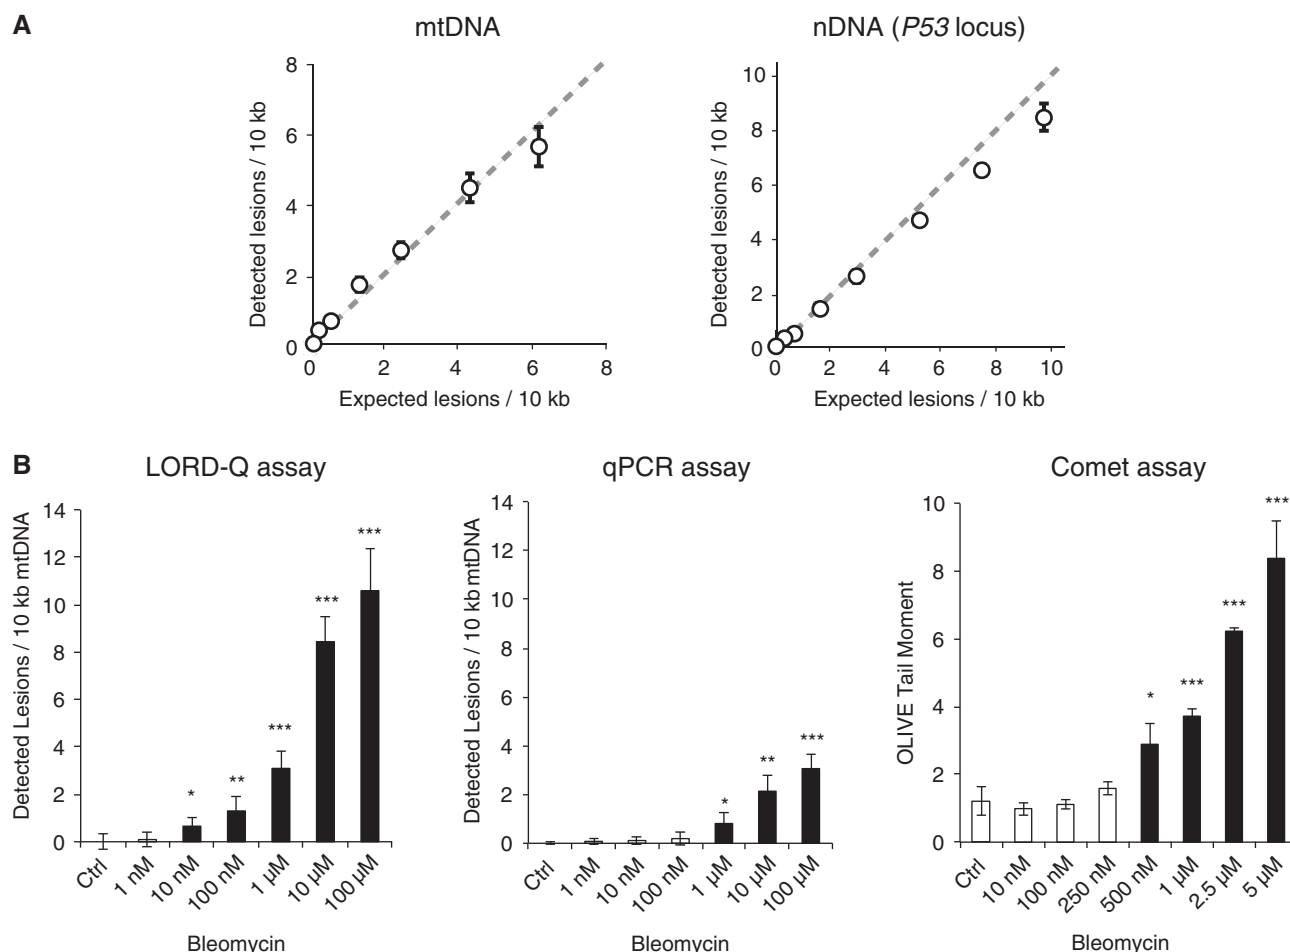 A
mtDNA
nDNA (P53 locus)
Detected lesions / 10 kb
8
6
4
2
0
0 2 4 6 8
Expected lesions / 10 kb
Detected lesions / 10 kb
10
8
6
4
2
0
0 2 4 6 8 10
Expected lesions / 10 kb
B
LORD-Q assay
Detected Lesions / 10 kb mtDNA
14
12
10
8
6
4
2
0
* ** *** *** ***
Ctrl 1 nM 10 nM 100 nM 1 µM 10 µM 100 µM
Bleomycin
qPCR assay
Detected Lesions / 10 kb mtDNA
14
12
10
8
6
4
2
0
* ** ***
Ctrl 1 nM 10 nM 100 nM 1 µM 10 µM 100 µM
Bleomycin
Comet assay
OLIVE Tail Moment
10
8
6
4
2
0
* *** *** ***
Ctrl 10 nM 100 nM 250 nM 500 nM 1 µM 2.5 µM 5 µM
Bleomycin